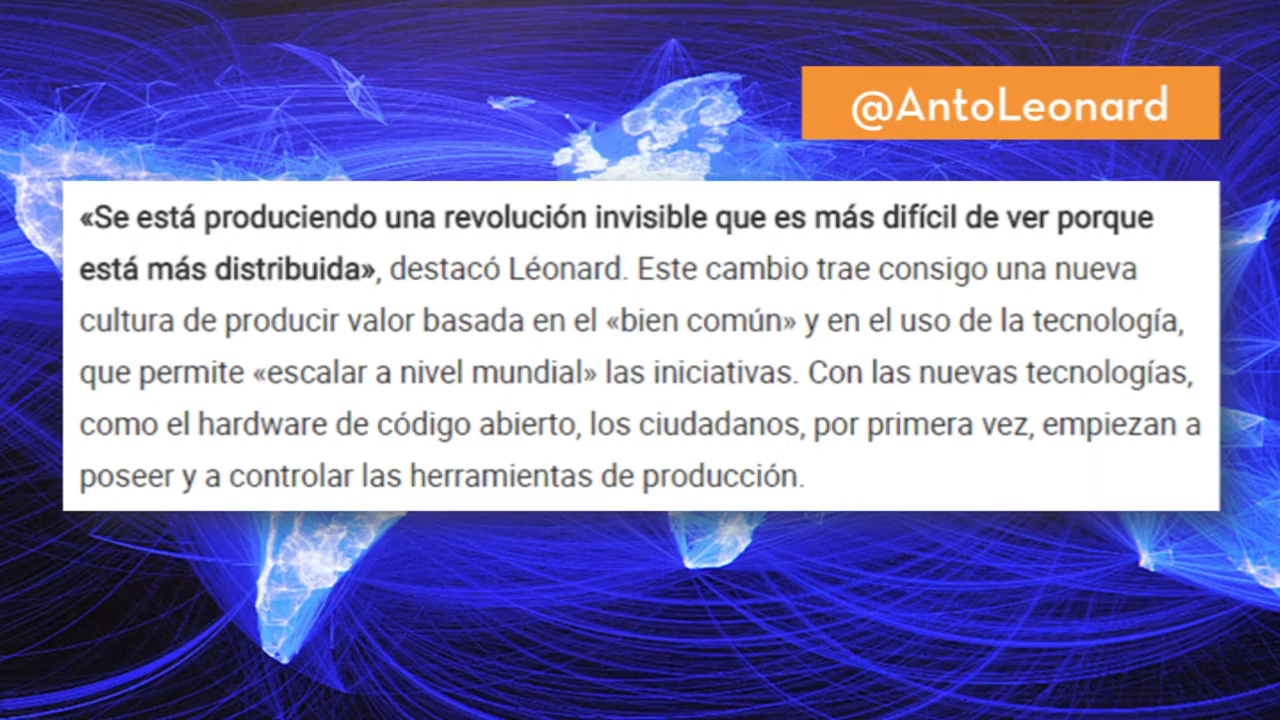 @AntoLeonard
«Se está produciendo una revolución invisible que es más difícil de ver porque
está más distribuida», destacó Léonard. Este cambio trae consigo una nueva
cultura de producir valor basada en el «bien común» y en el uso de la tecnología,
que permite «escalar a nivel mundial» las iniciativas. Con las nuevas tecnologías,
como el hardware de código abierto, los ciudadanos, por primera vez, empiezan a
poseer y a controlar las herramientas de producción.